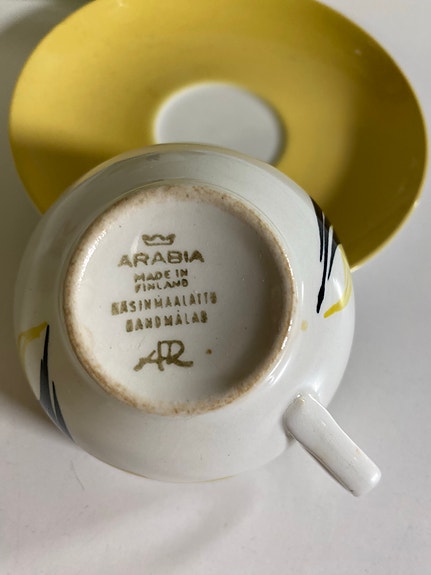 ARABIA
MADE IN
FINLAND
KÄSINMAALATTU
HANDMÅLAD